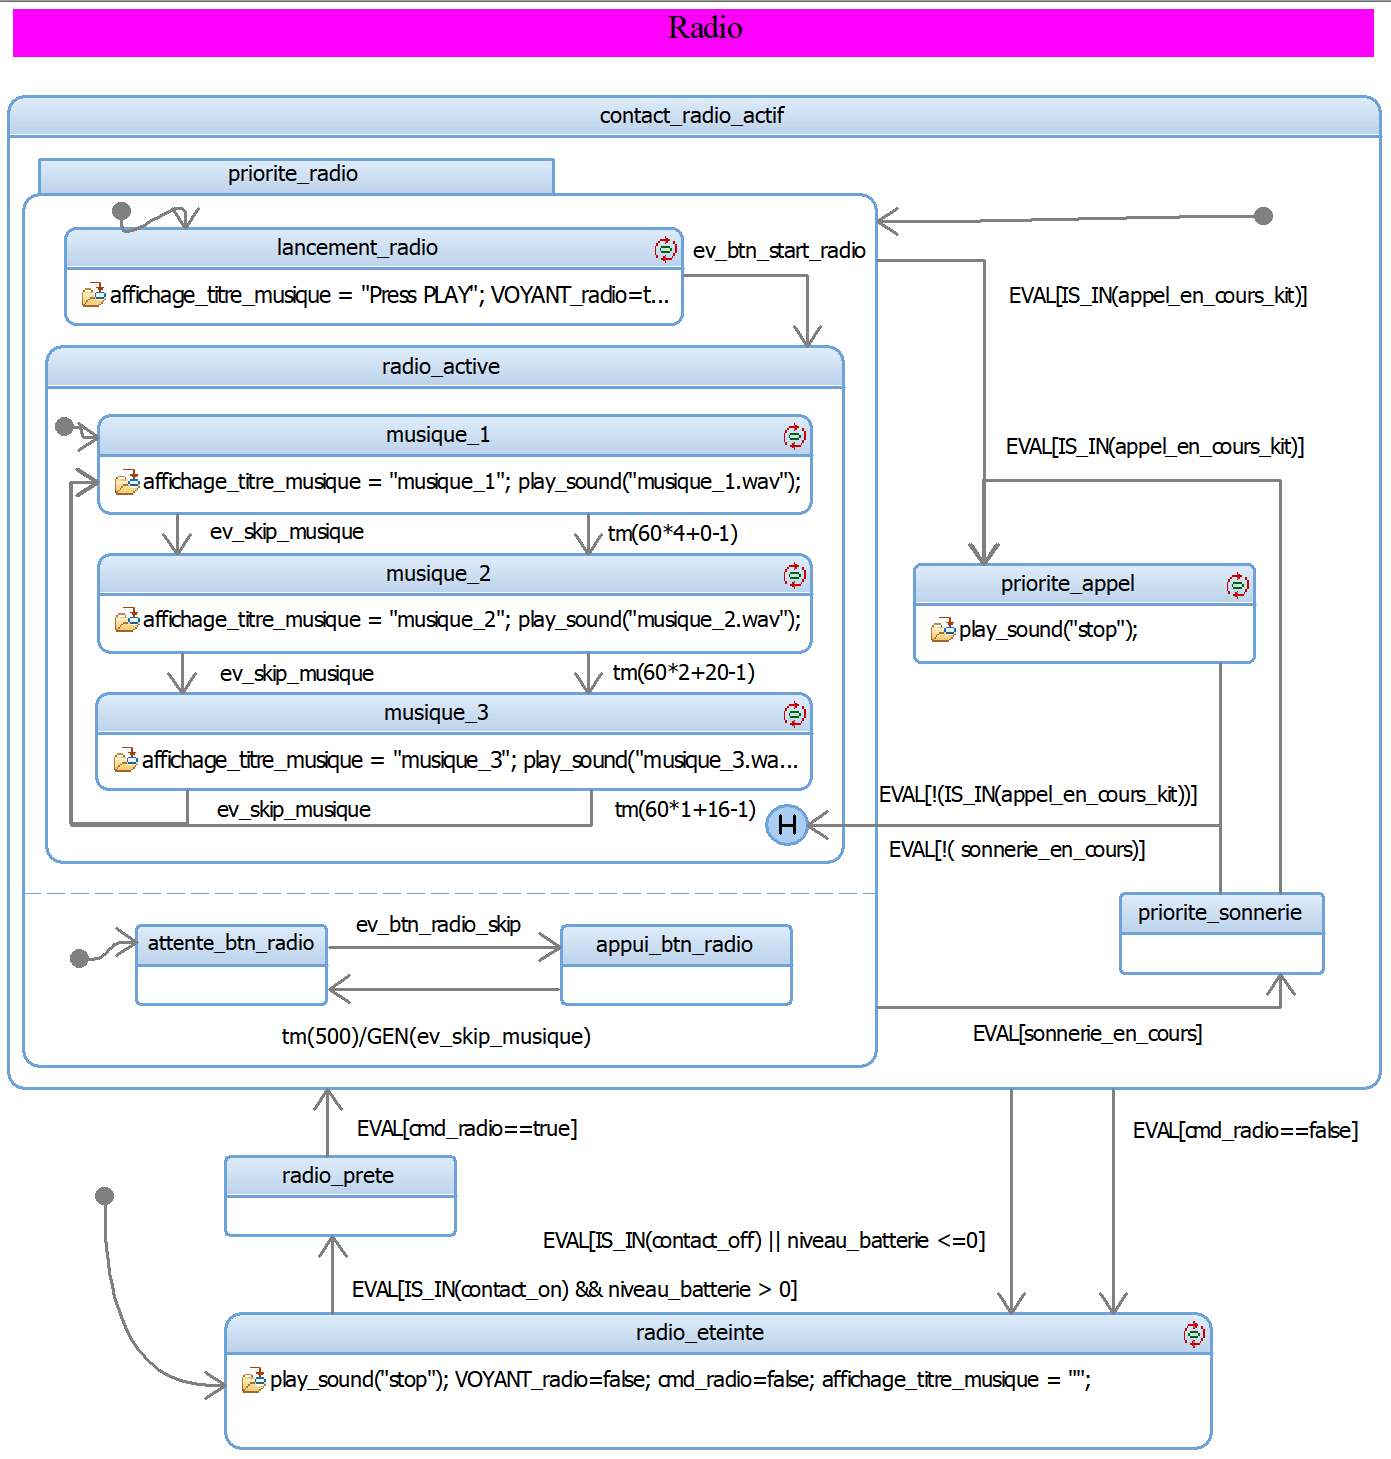 Radio
contact_radio_actif
priorite_radio
lancement_radio
affichage_titre_musique = "Press PLAY"; VOYANT_radio=t...
ev_btn_start_radio
EVAL[IS_IN(appel_en_cours_kit)]
radio_active
musique_1
affichage_titre_musique = "musique_1"; play_sound("musique_1.wav");
EVAL[IS_IN(appel_en_cours_kit)]
ev_skip_musique
tm(60*4+0-1)
musique_2
affichage_titre_musique = "musique_2"; play_sound("musique_2.wav");
priorite_appel
play_sound("stop");
ev_skip_musique
tm(60*2+20-1)
musique_3
affichage_titre_musique = "musique_3"; play_sound("musique_3.wa...
ev_skip_musique
tm(60*1+16-1)
H
EVAL[!(IS_IN(appel_en_cours_kit))]
EVAL[!( sonnerie_en_cours)]
priorite_sonnerie
attente_btn_radio
ev_btn_radio_skip
appui_btn_radio
tm(500)/GEN(ev_skip_musique)
EVAL[sonnerie_en_cours]
EVAL[cmd_radio==true]
EVAL[cmd_radio==false]
radio_prete
EVAL[IS_IN(contact_off) || niveau_batterie <=0]
EVAL[IS_IN(contact_on) && niveau_batterie > 0]
radio_eteinte
play_sound("stop"); VOYANT_radio=false; cmd_radio=false; affichage_titre_musique = "";